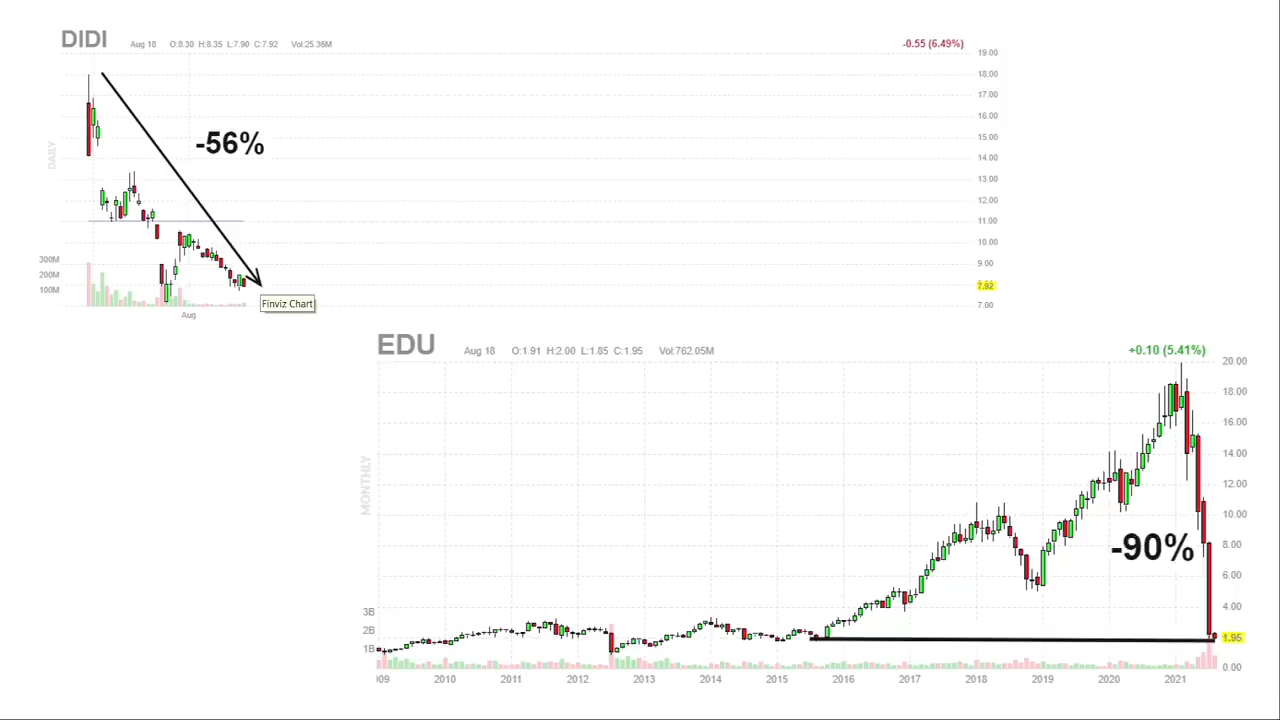 DIDI Aug 18 O:8.30 H:8.35 L:7.90 C:7.92 Vol:25.36M -0.55 (6.49%)
19.00
18.00
17.00
16.00
15.00
14.00
13.00
12.00
11.00
10.00
9.00
7.92
7.00
DAILY
-56%
300M
200M
100M
Aug
Finviz Chart
EDU Aug 18 O:1.91 H:2.00 L:1.85 C:1.95 Vol:762.05M +0.10 (5.41%)
20.00
18.00
16.00
14.00
12.00
10.00
8.00
6.00
4.00
1.95
0.00
MONTHLY
-90%
3B
2B
1B
2010 2011 2012 2013 2014 2015 2016 2017 2018 2019 2020 2021